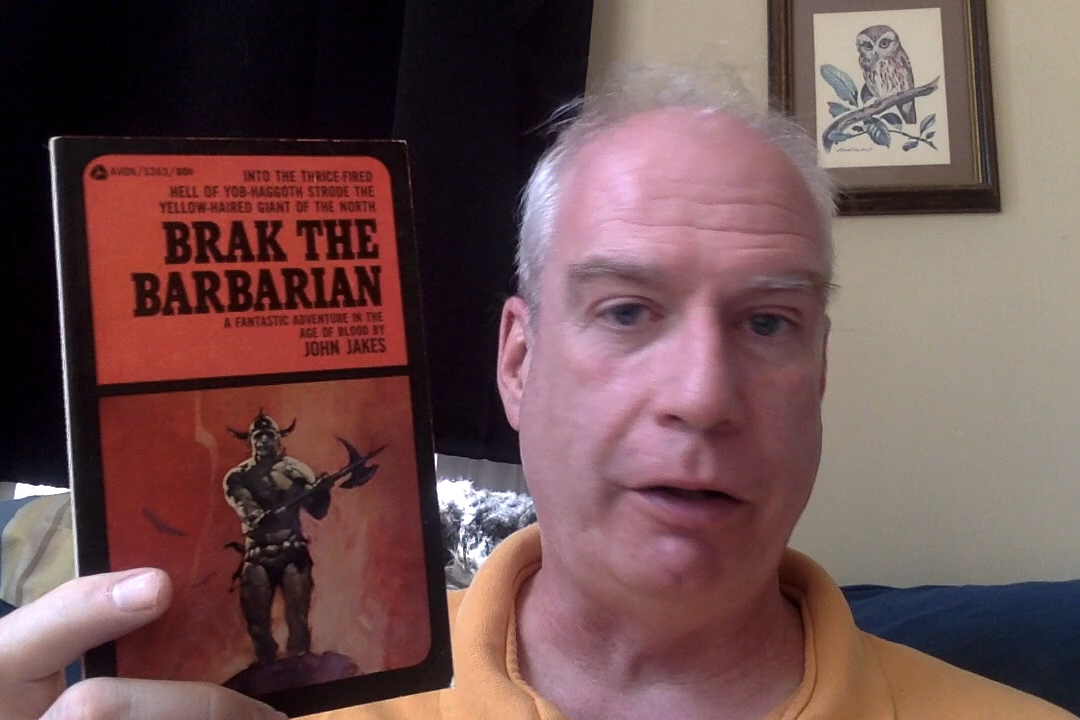 AVON/S363/60¢
INTO THE THRICE-FIRED
HELL OF YOB-HAGGOTH STRODE THE
YELLOW-HAIRED GIANT OF THE NORTH
BRAK THE
BARBARIAN
A FANTASTIC ADVENTURE IN THE
AGE OF BLOOD BY
JOHN JAKES